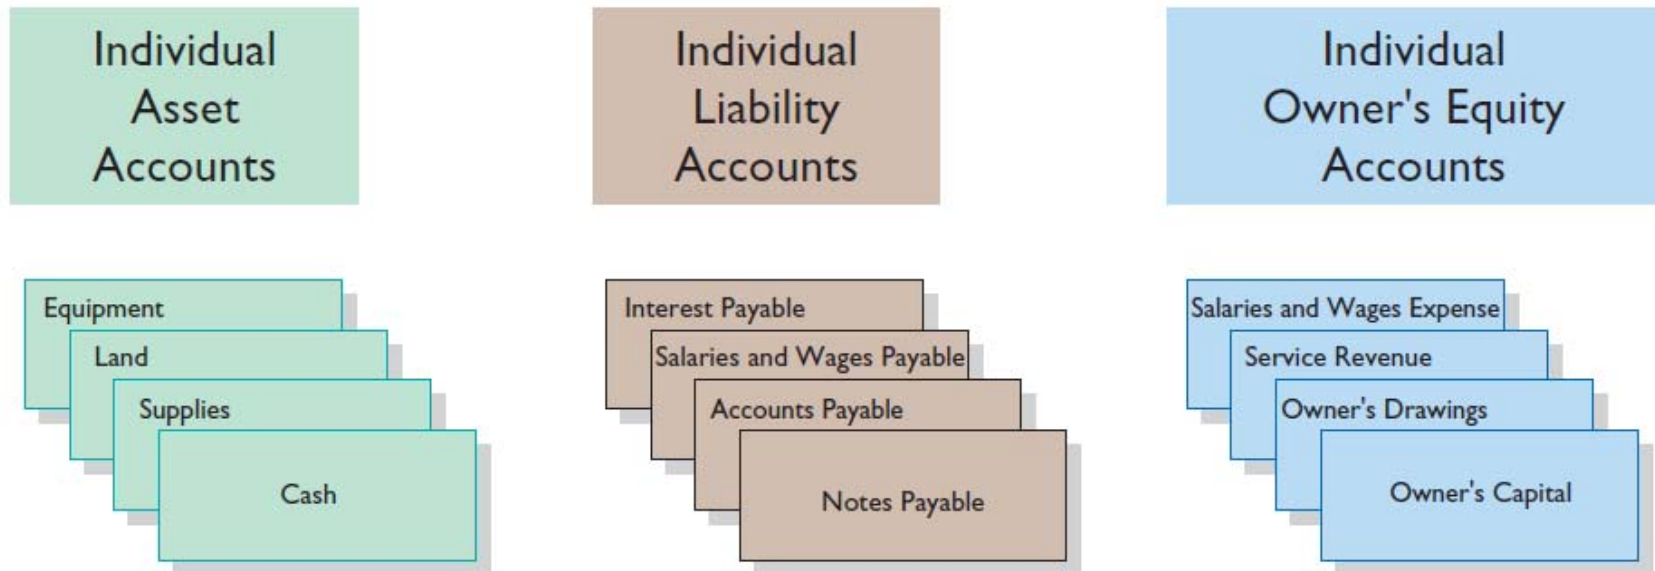 Individual
Asset
Accounts
Individual
Liability
Accounts
Individual
Owner's Equity
Accounts
Equipment
Land
Supplies
Cash
Interest Payable
Salaries and Wages Payable
Accounts Payable
Notes Payable
Salaries and Wages Expense
Service Revenue
Owner's Drawings
Owner's Capital